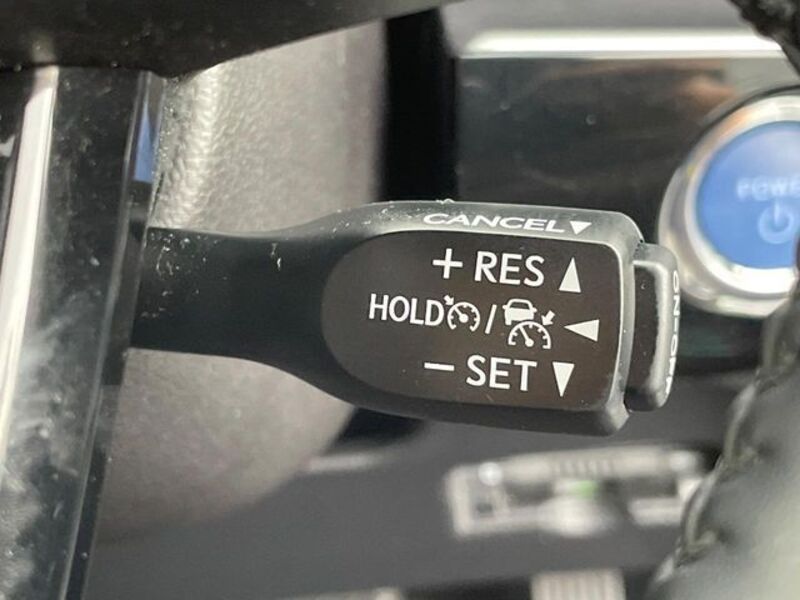 CANCEL▼
+ RES ▲
HOLD / ◀
− SET ▼
ON-OFF
POWER